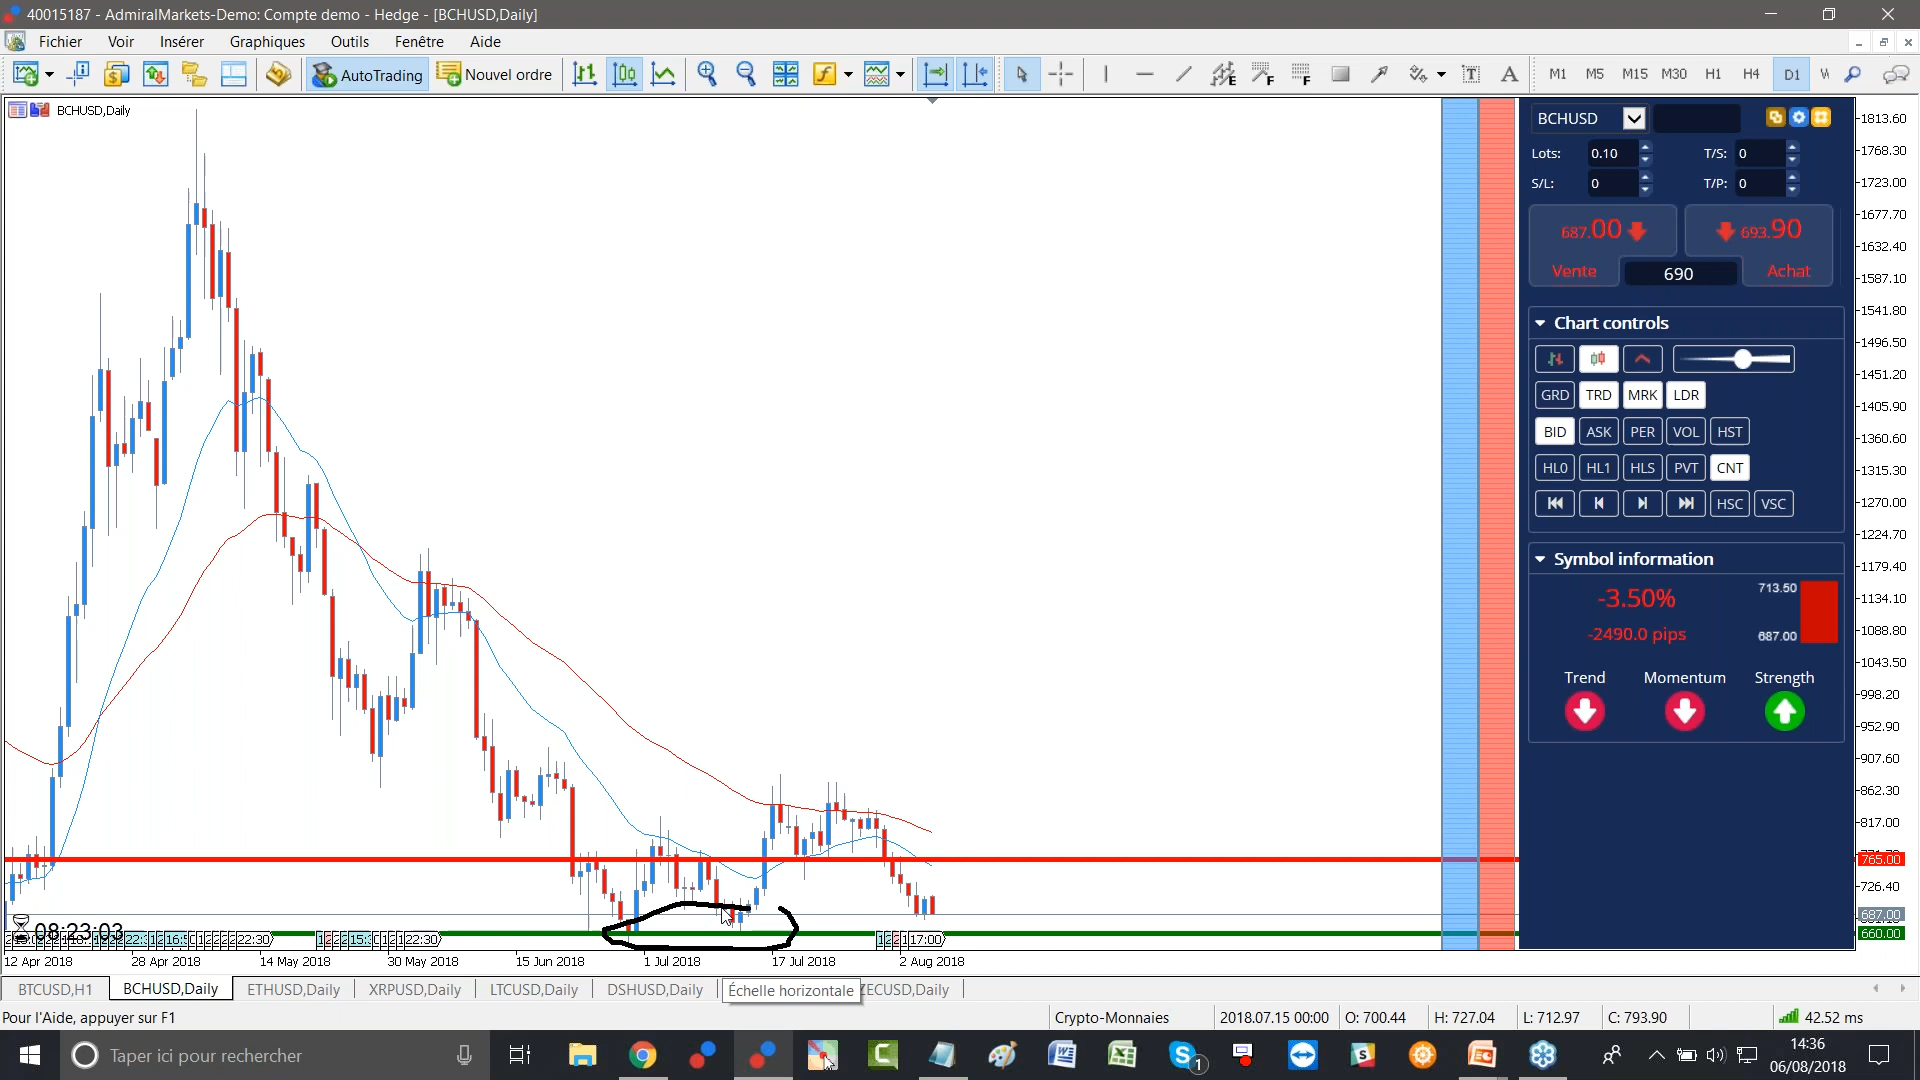 40015187 - AdmiralMarkets-Demo: Compte demo - Hedge - [BCHUSD,Daily]
Fichier Voir Insérer Graphiques Outils Fenêtre Aide
AutoTrading Nouvel ordre M1 M5 M15 M30 H1 H4 D1
BCHUSD,Daily
BCHUSD
Lots: 0.10 T/S: 0
S/L: 0 T/P: 0
687.00 693.90
Vente 690 Achat
Chart controls
GRD TRD MRK LDR
BID ASK PER VOL HST
HL0 HL1 HLS PVT CNT
HSC VSC
Symbol information
-3.50% 713.50
-2490.0 pips 687.00
Trend Momentum Strength
1813.60
1768.30
1723.00
1677.70
1632.40
1587.10
1541.80
1496.50
1451.20
1405.90
1360.60
1315.30
1270.00
1224.70
1179.40
1134.10
1088.80
1043.50
998.20
952.90
907.60
862.30
817.00
765.00
726.40
687.00
660.00
08:23:03
22:30 22:30 17:00
12 Apr 2018 28 Apr 2018 14 May 2018 30 May 2018 15 Jun 2018 1 Jul 2018 17 Jul 2018 2 Aug 2018
BTCUSD,H1 BCHUSD,Daily ETHUSD,Daily XRPUSD,Daily LTCUSD,Daily DSHUSD,Daily Échelle horizontale ZECUSD,Daily
Pour l'Aide, appuyer sur F1 Crypto-Monnaies 2018.07.15 00:00 O: 700.44 H: 727.04 L: 712.97 C: 793.90 42.52 ms
Taper ici pour rechercher 1 14:36
06/08/2018